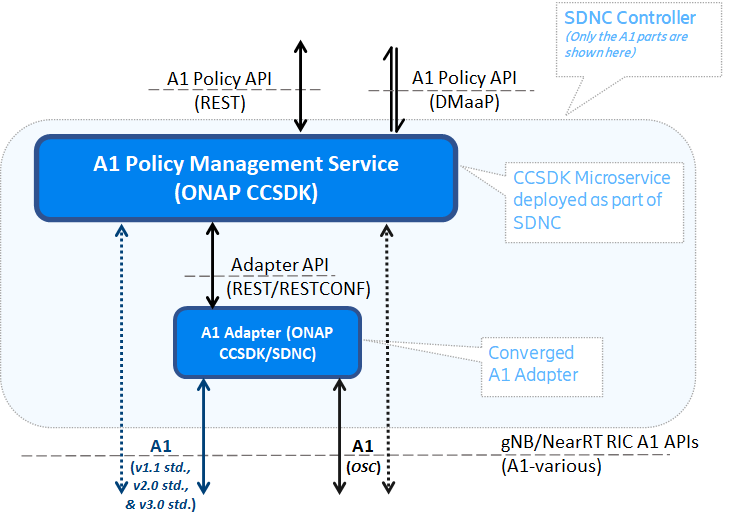 SDNC Controller
(Only the A1 parts are
shown here)
A1 Policy API
(REST)
A1 Policy API
(DMaaP)
A1 Policy Management Service
(ONAP CCSDK)
CCSDK Microservice
deployed as part of
SDNC
Adapter API
(REST/RESTCONF)
A1 Adapter (ONAP
CCSDK/SDNC)
Converged
A1 Adapter
A1
(v1.1 std.,
v2.0 std.,
& v3.0 std.)
A1
(OSC)
gNB/NearRT RIC A1 APIs
(A1-various)